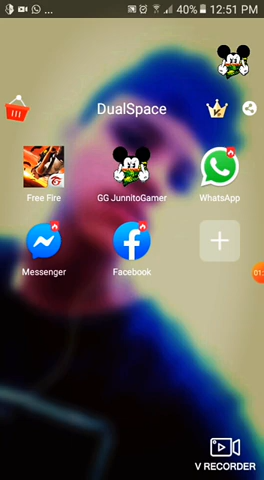 ... 40% 12:51 PM
DualSpace
Free Fire
GG JunnitoGamer
WhatsApp
Messenger
Facebook
V RECORDER